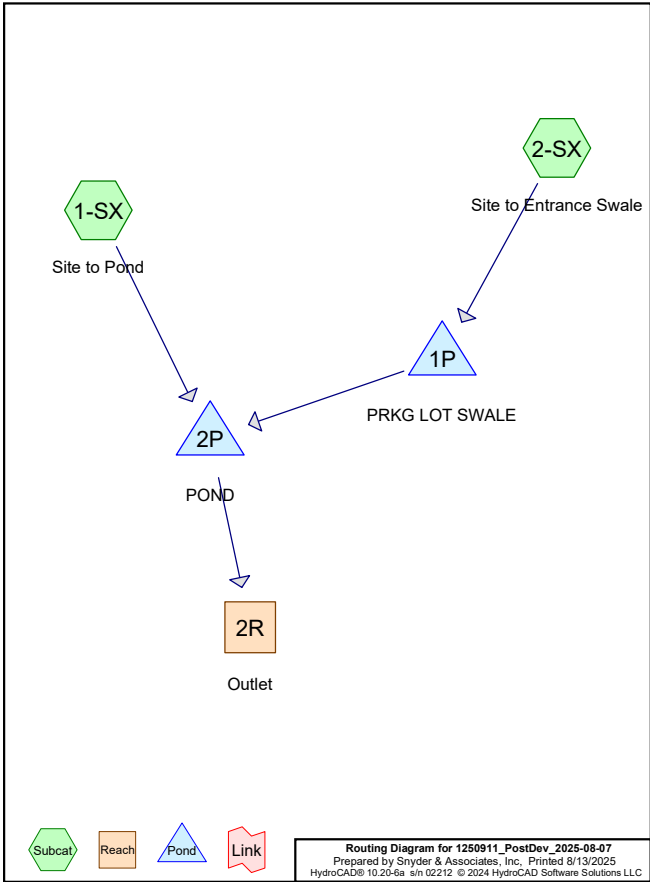 2-SX
Site to Entrance Swale
1-SX
Site to Pond
1P
PRKG LOT SWALE
2P
POND
2R
Outlet
Subcat
Reach
Pond
Link
Routing Diagram for 1250911_PostDev_2025-08-07
Prepared by Snyder & Associates, Inc, Printed 8/13/2025
HydroCAD® 10.20-6a s/n 02212 © 2024 HydroCAD Software Solutions LLC